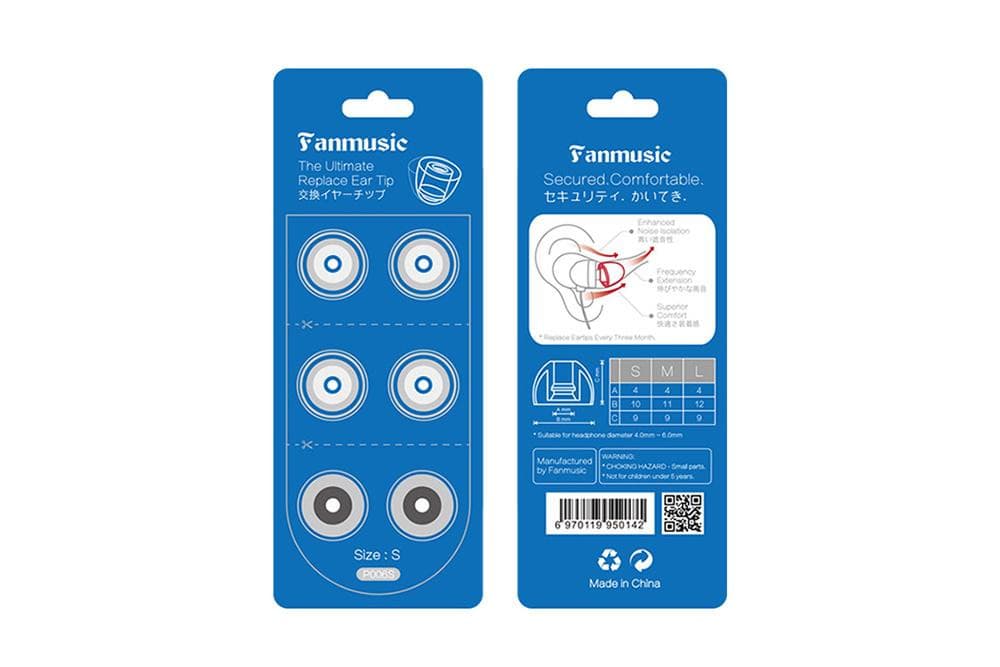 Fanmusic
The Ultimate
Replace Ear Tip
交換イヤーチップ
Size : S
P006S
Fanmusic
Secured.Comfortable.
セキュリティ. かいてき.
Enhanced
Noise Isolation
高い遮音性
Frequency
Extension
伸びやかな高音
Superior
Comfort
快適さ装着感
* Replace Eartips Every Three Month.
C mm
A mm
B mm
S M L
A 4 4 4
B 10 11 12
C 9 9 9
* Suitable for headphone diameter 4.0mm ~ 6.0mm
Manufactured
by Fanmusic
WARNING:
* CHOKING HAZARD - Small parts.
* Not for children under 5 years.
6 970119 950142
Made in China